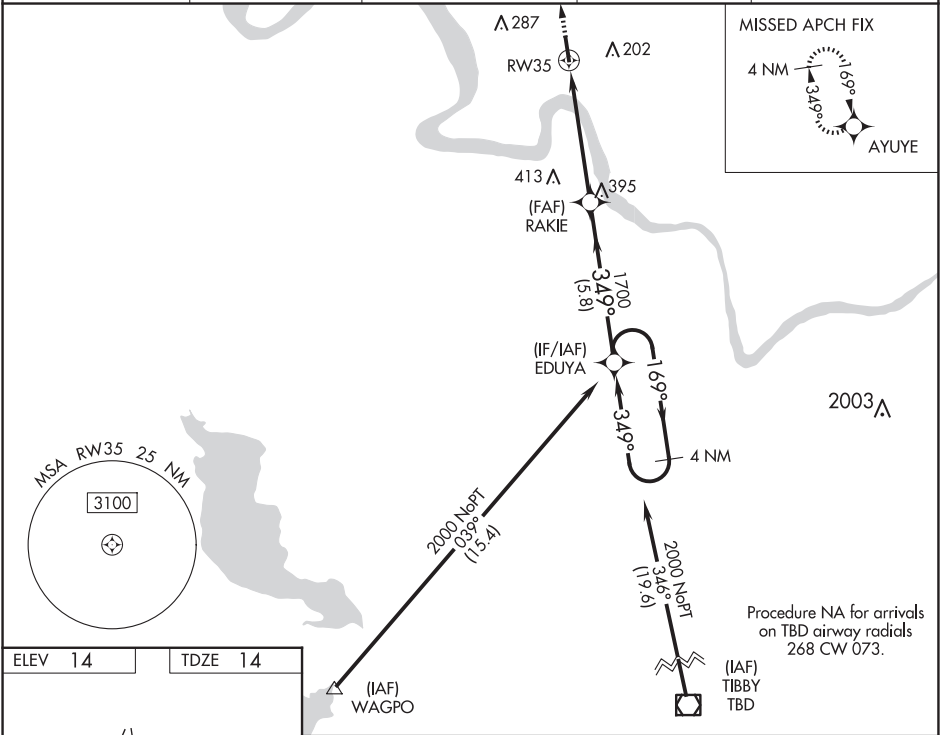 287
202
RW35
MISSED APCH FIX
4 NM
169°
349°
AYUYE
413
395
(FAF)
RAKIE
1700
349°
(5.8)
(IF/IAF)
EDUYA
169°
349°
4 NM
2003
MSA RW35 25 NM
3100
2000 NoPT
039°
(15.4)
2000 NoPT
346°
(19.6)
Procedure NA for arrivals
on TBD airway radials
268 CW 073.
ELEV 14
TDZE 14
(IAF)
WAGPO
(IAF)
TIBBY
TBD